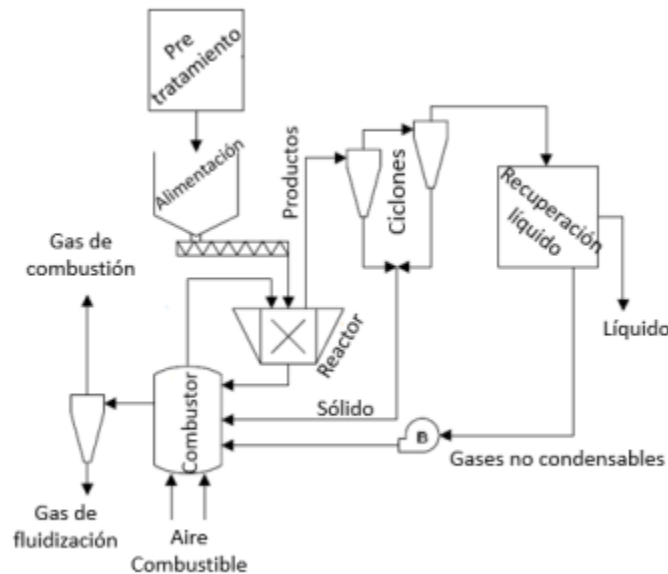 Pre
tratamiento
Alimentación
Productos
Ciclones
Recuperación
líquido
Gas de
combustión
Líquido
Reactor
Combustor
Sólido
B
Gases no condensables
Gas de
fluidización
Aire
Combustible